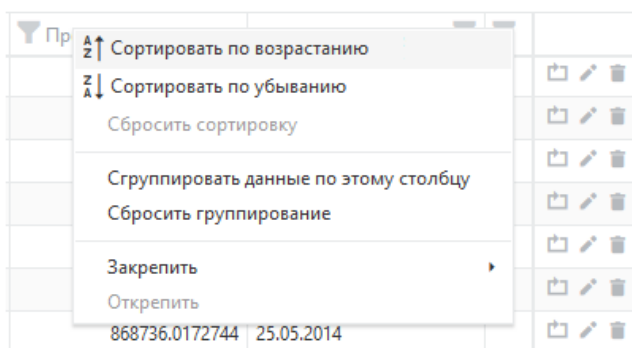 Пр
Сортировать по возрастанию
Сортировать по убыванию
Сбросить сортировку
Сгруппировать данные по этому столбцу
Сбросить группирование
Закрепить
Открепить
868736.0172744 25.05.2014